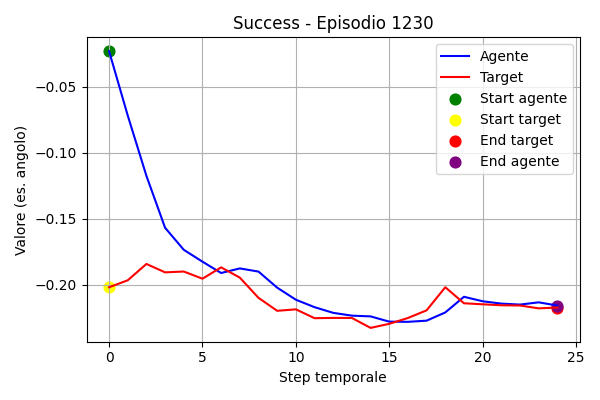 Success - Episodio 1230
Agente
Target
Start agente
Start target
End target
End agente
Valore (es. angolo)
−0.05
−0.10
−0.15
−0.20
0
5
10
15
20
25
Step temporale